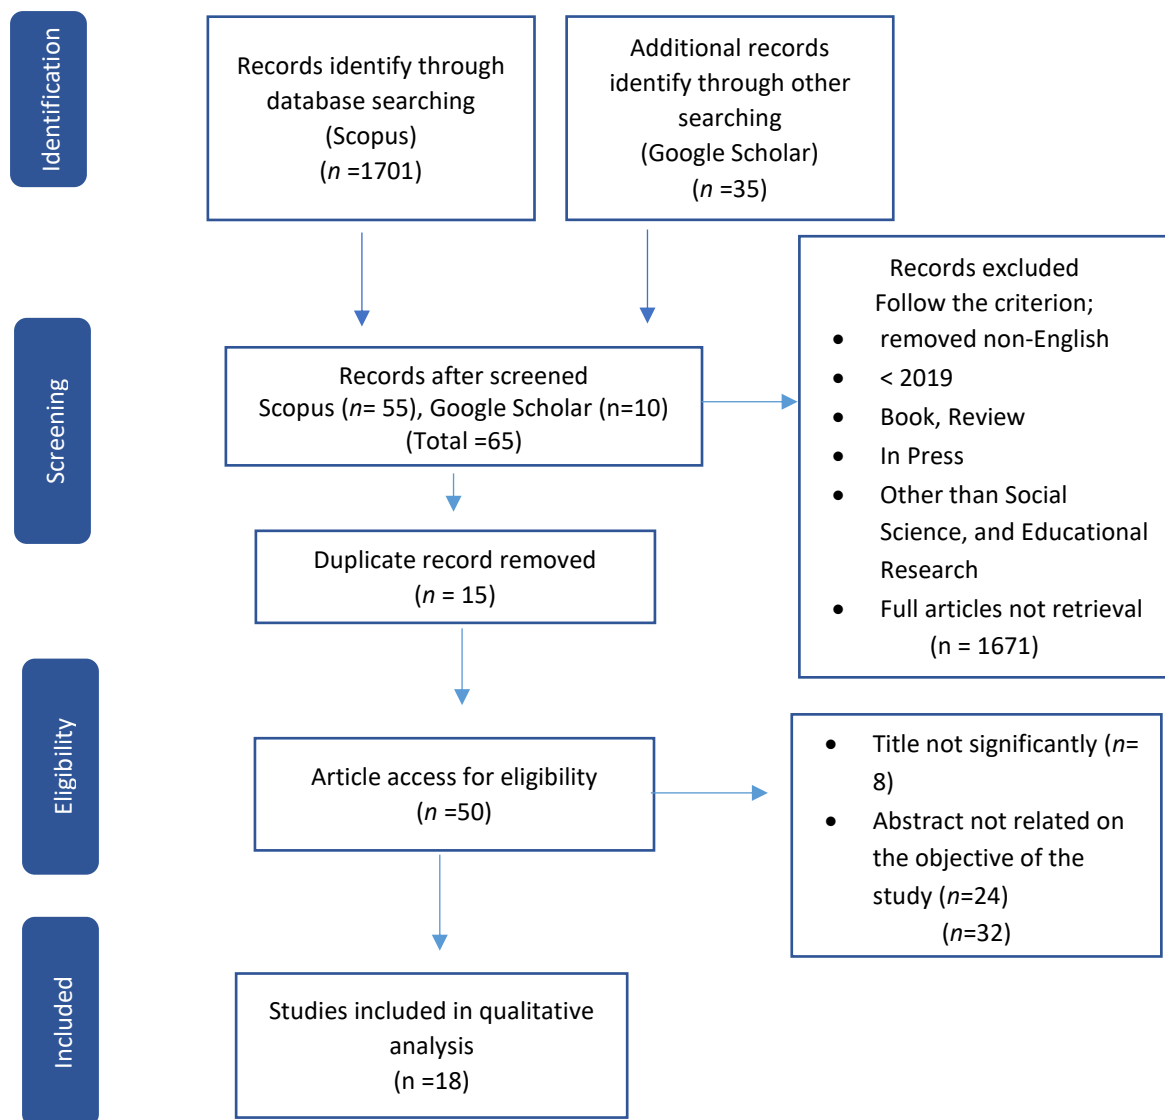 Identification
Records identify through
database searching
(Scopus)
(n =1701)
Additional records
identify through other
searching
(Google Scholar)
(n =35)
Screening
Records after screened
Scopus (n= 55), Google Scholar (n=10)
(Total =65)
Records excluded
Follow the criterion;
• removed non-English
• < 2019
• Book, Review
• In Press
• Other than Social
Science, and Educational
Research
• Full articles not retrieval
(n = 1671)
Duplicate record removed
(n = 15)
Eligibility
Article access for eligibility
(n =50)
• Title not significantly (n=
8)
• Abstract not related on
the objective of the
study (n=24)
(n=32)
Included
Studies included in qualitative
analysis
(n =18)